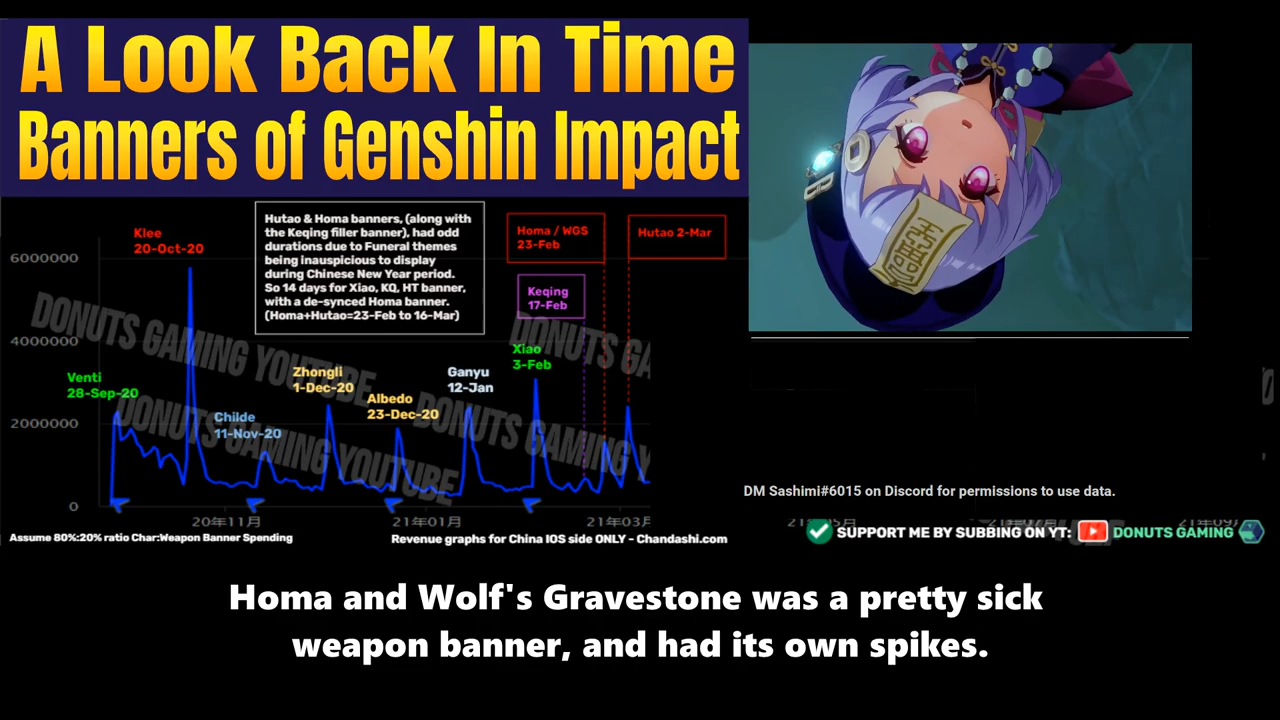 A Look Back In Time
Banners of Genshin Impact
Klee
20-Oct-20
Hutao & Homa banners, (along with
the Keqing filler banner), had odd
durations due to Funeral themes
being inauspicious to display
during Chinese New Year period.
So 14 days for Xiao, KQ, HT banner,
with a de-synced Homa banner.
(Homa+Hutao=23-Feb to 16-Mar)
Homa / WGS
23-Feb
Hutao 2-Mar
Keqing
17-Feb
6000000
4000000
2000000
0
Venti
28-Sep-20
Childe
11-Nov-20
Zhongli
1-Dec-20
Albedo
23-Dec-20
Ganyu
12-Jan
Xiao
3-Feb
DONUTS GAMING YOUTUBE
DONUTS GAMING YOUTUBE
DONUTS GA
DONUTS GAMING Y
20年11月
21年01月
21年03月
Assume 80%:20% ratio Char:Weapon Banner Spending
Revenue graphs for China IOS side ONLY - Chandashi.com
DM Sashimi#6015 on Discord for permissions to use data.
SUPPORT ME BY SUBBING ON YT: DONUTS GAMING
Homa and Wolf's Gravestone was a pretty sick
weapon banner, and had its own spikes.